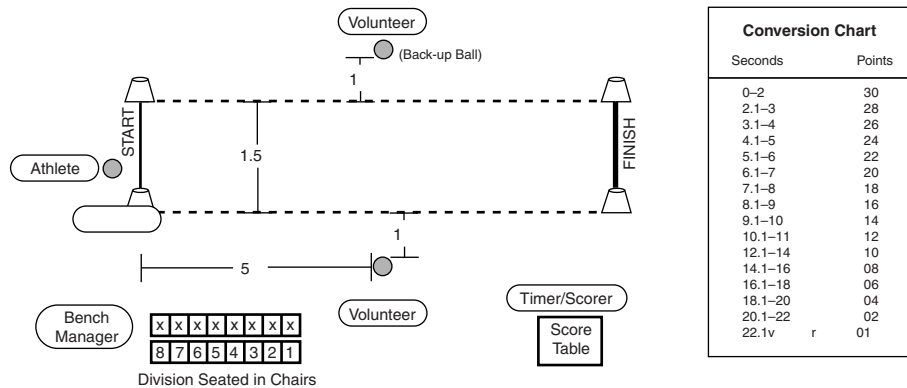 Volunteer
(Back-up Ball)
1
START
1.5
FINISH
Athlete
1
5
Volunteer
Timer/Scorer
Bench
Manager
x x x x x x x x
8 7 6 5 4 3 2 1
Division Seated in Chairs
Score
Table
Conversion Chart
Seconds Points
0–2 30
2.1–3 28
3.1–4 26
4.1–5 24
5.1–6 22
6.1–7 20
7.1–8 18
8.1–9 16
9.1–10 14
10.1–11 12
12.1–14 10
14.1–16 08
16.1–18 06
18.1–20 04
20.1–22 02
22.1v r 01